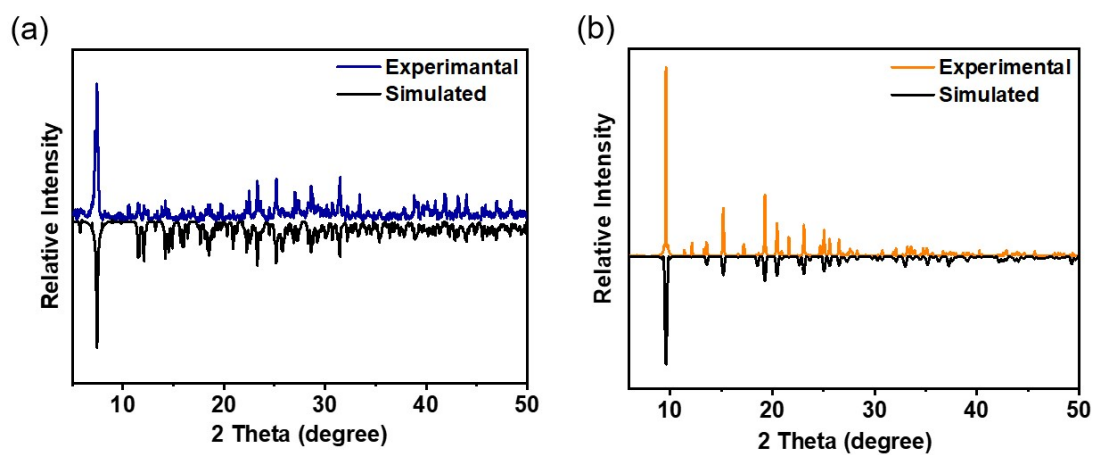 (a)
Experimantal
Simulated
Relative Intensity
10 20 30 40 50
2 Theta (degree)
(b)
Experimental
Simulated
Relative Intensity
10 20 30 40 50
2 Theta (degree)